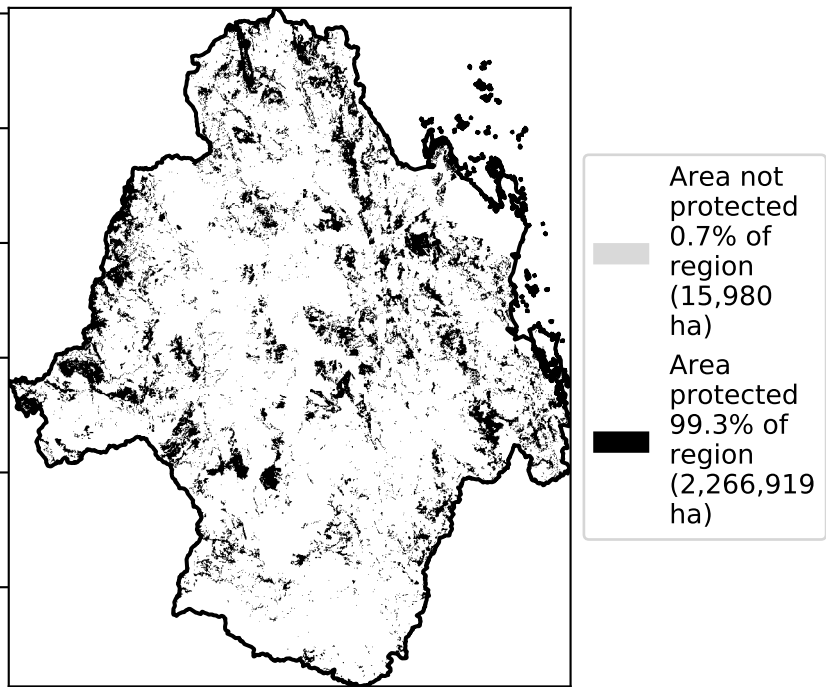 Area not
protected
0.7% of
region
(15,980
ha)
Area
protected
99.3% of
region
(2,266,919
ha)